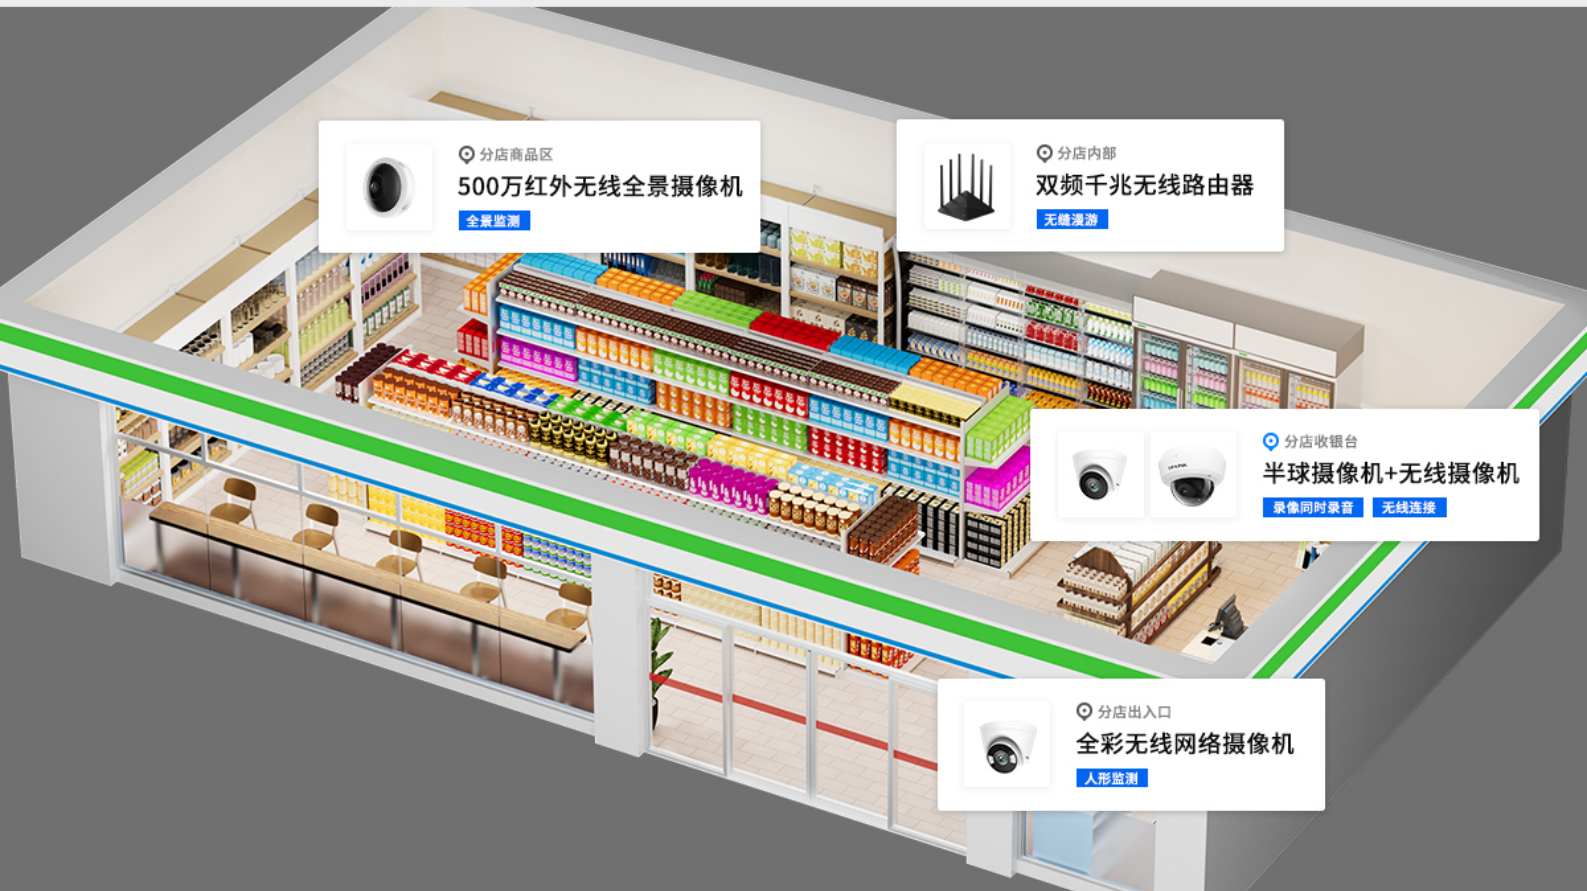 分店商品区
500万红外无线全景摄像机
全景监测
分店内部
双频千兆无线路由器
无缝漫游
分店收银台
半球摄像机+无线摄像机
录像同时录音 无线连接
分店出入口
全彩无线网络摄像机
人形监测